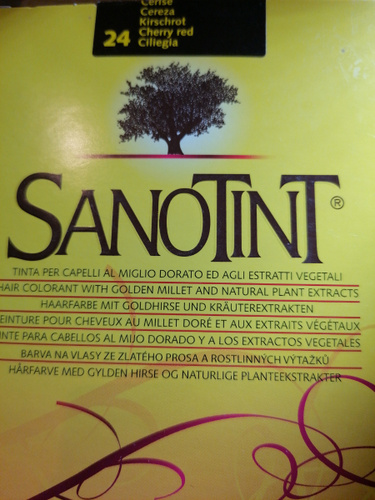 Cerise
Cereza
Kirschrot
24 Cherry red
Ciliegia
SANOTINT®
TINTA PER CAPELLI AL MIGLIO DORATO ED AGLI ESTRATTI VEGETALI
HAIR COLORANT WITH GOLDEN MILLET AND NATURAL PLANT EXTRACTS
HAARFARBE MIT GOLDHIRSE UND KRÄUTEREXTRAKTEN
EINTURE POUR CHEVEUX AU MILLET DORÉ ET AUX EXTRAITS VÉGÉTAUX
NTE PARA CABELLOS AL MIJO DORADO Y A LOS EXTRACTOS VEGETALES
BARVA NA VLASY ZE ZLATÉHO PROSA A ROSTLINNÝCH VÝTAŽKŮ
HÅRFARVE MED GYLDEN HIRSE OG NATURLIGE PLANTEEKSTRAKTER